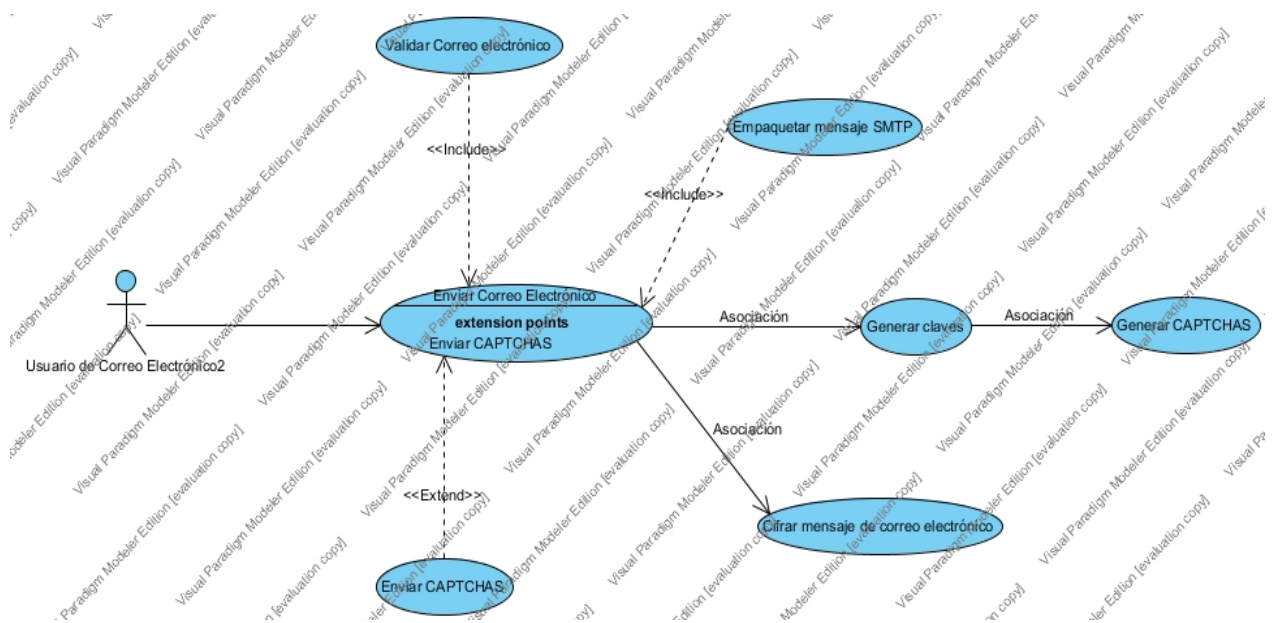 Validar Correo electrónico
Empaquetar mensaje SMTP
<<Include>>
<<Include>>
Enviar Correo Electrónico
extension points
Enviar CAPTCHAS
Asociación
Generar claves
Asociación
Generar CAPTCHAS
Usuario de Correo Electrónico2
Asociación
<<Extend>>
Cifrar mensaje de correo electrónico
Enviar CAPTCHAS
Visual Paradigm Modeler Edition [evaluation copy]